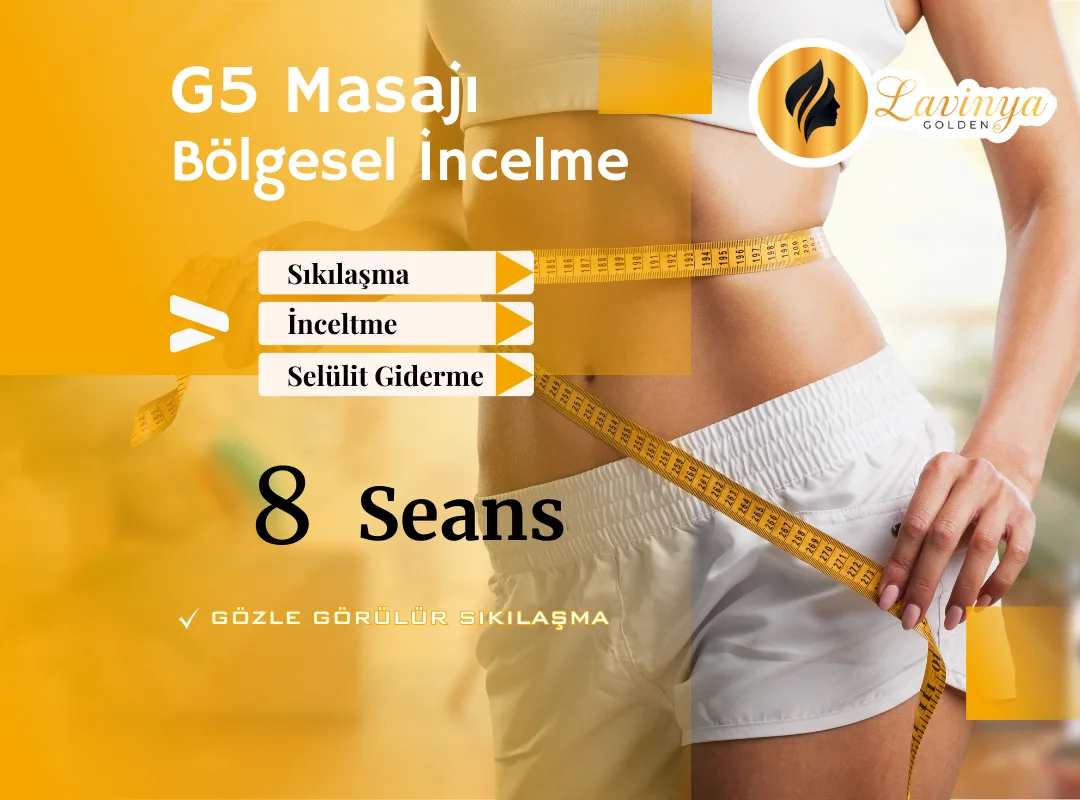 G5 Masajı
Bölgesel İncelme
Lavinya
GOLDEN
Sıkılaşma
İnceltme
Selülit Giderme
8 Seans
GÖZLE GÖRÜLÜR SIKILAŞMA